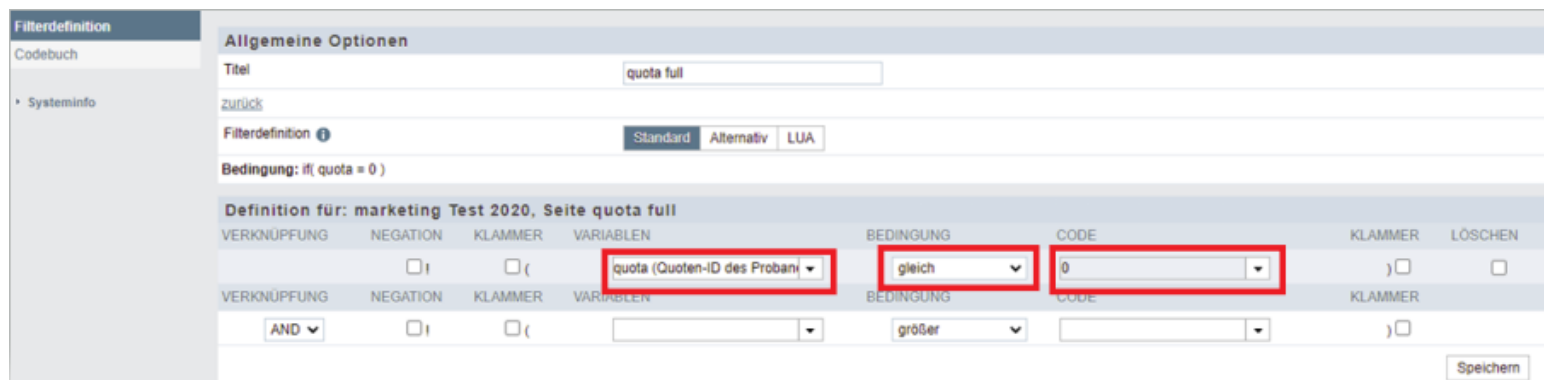 Filterdefinition
Codebuch
Systeminfo
Allgemeine Optionen
Titel quota full
zurück
Filterdefinition i Standard Alternativ LUA
Bedingung: if( quota = 0 )
Definition für: marketing Test 2020, Seite quota full
VERKNÜPFUNG NEGATION KLAMMER VARIABLEN BEDINGUNG CODE KLAMMER LÖSCHEN
! ( quota (Quoten-ID des Proban gleich 0 )
VERKNÜPFUNG NEGATION KLAMMER VARIABLEN BEDINGUNG CODE KLAMMER
AND ! ( größer )
Speichern